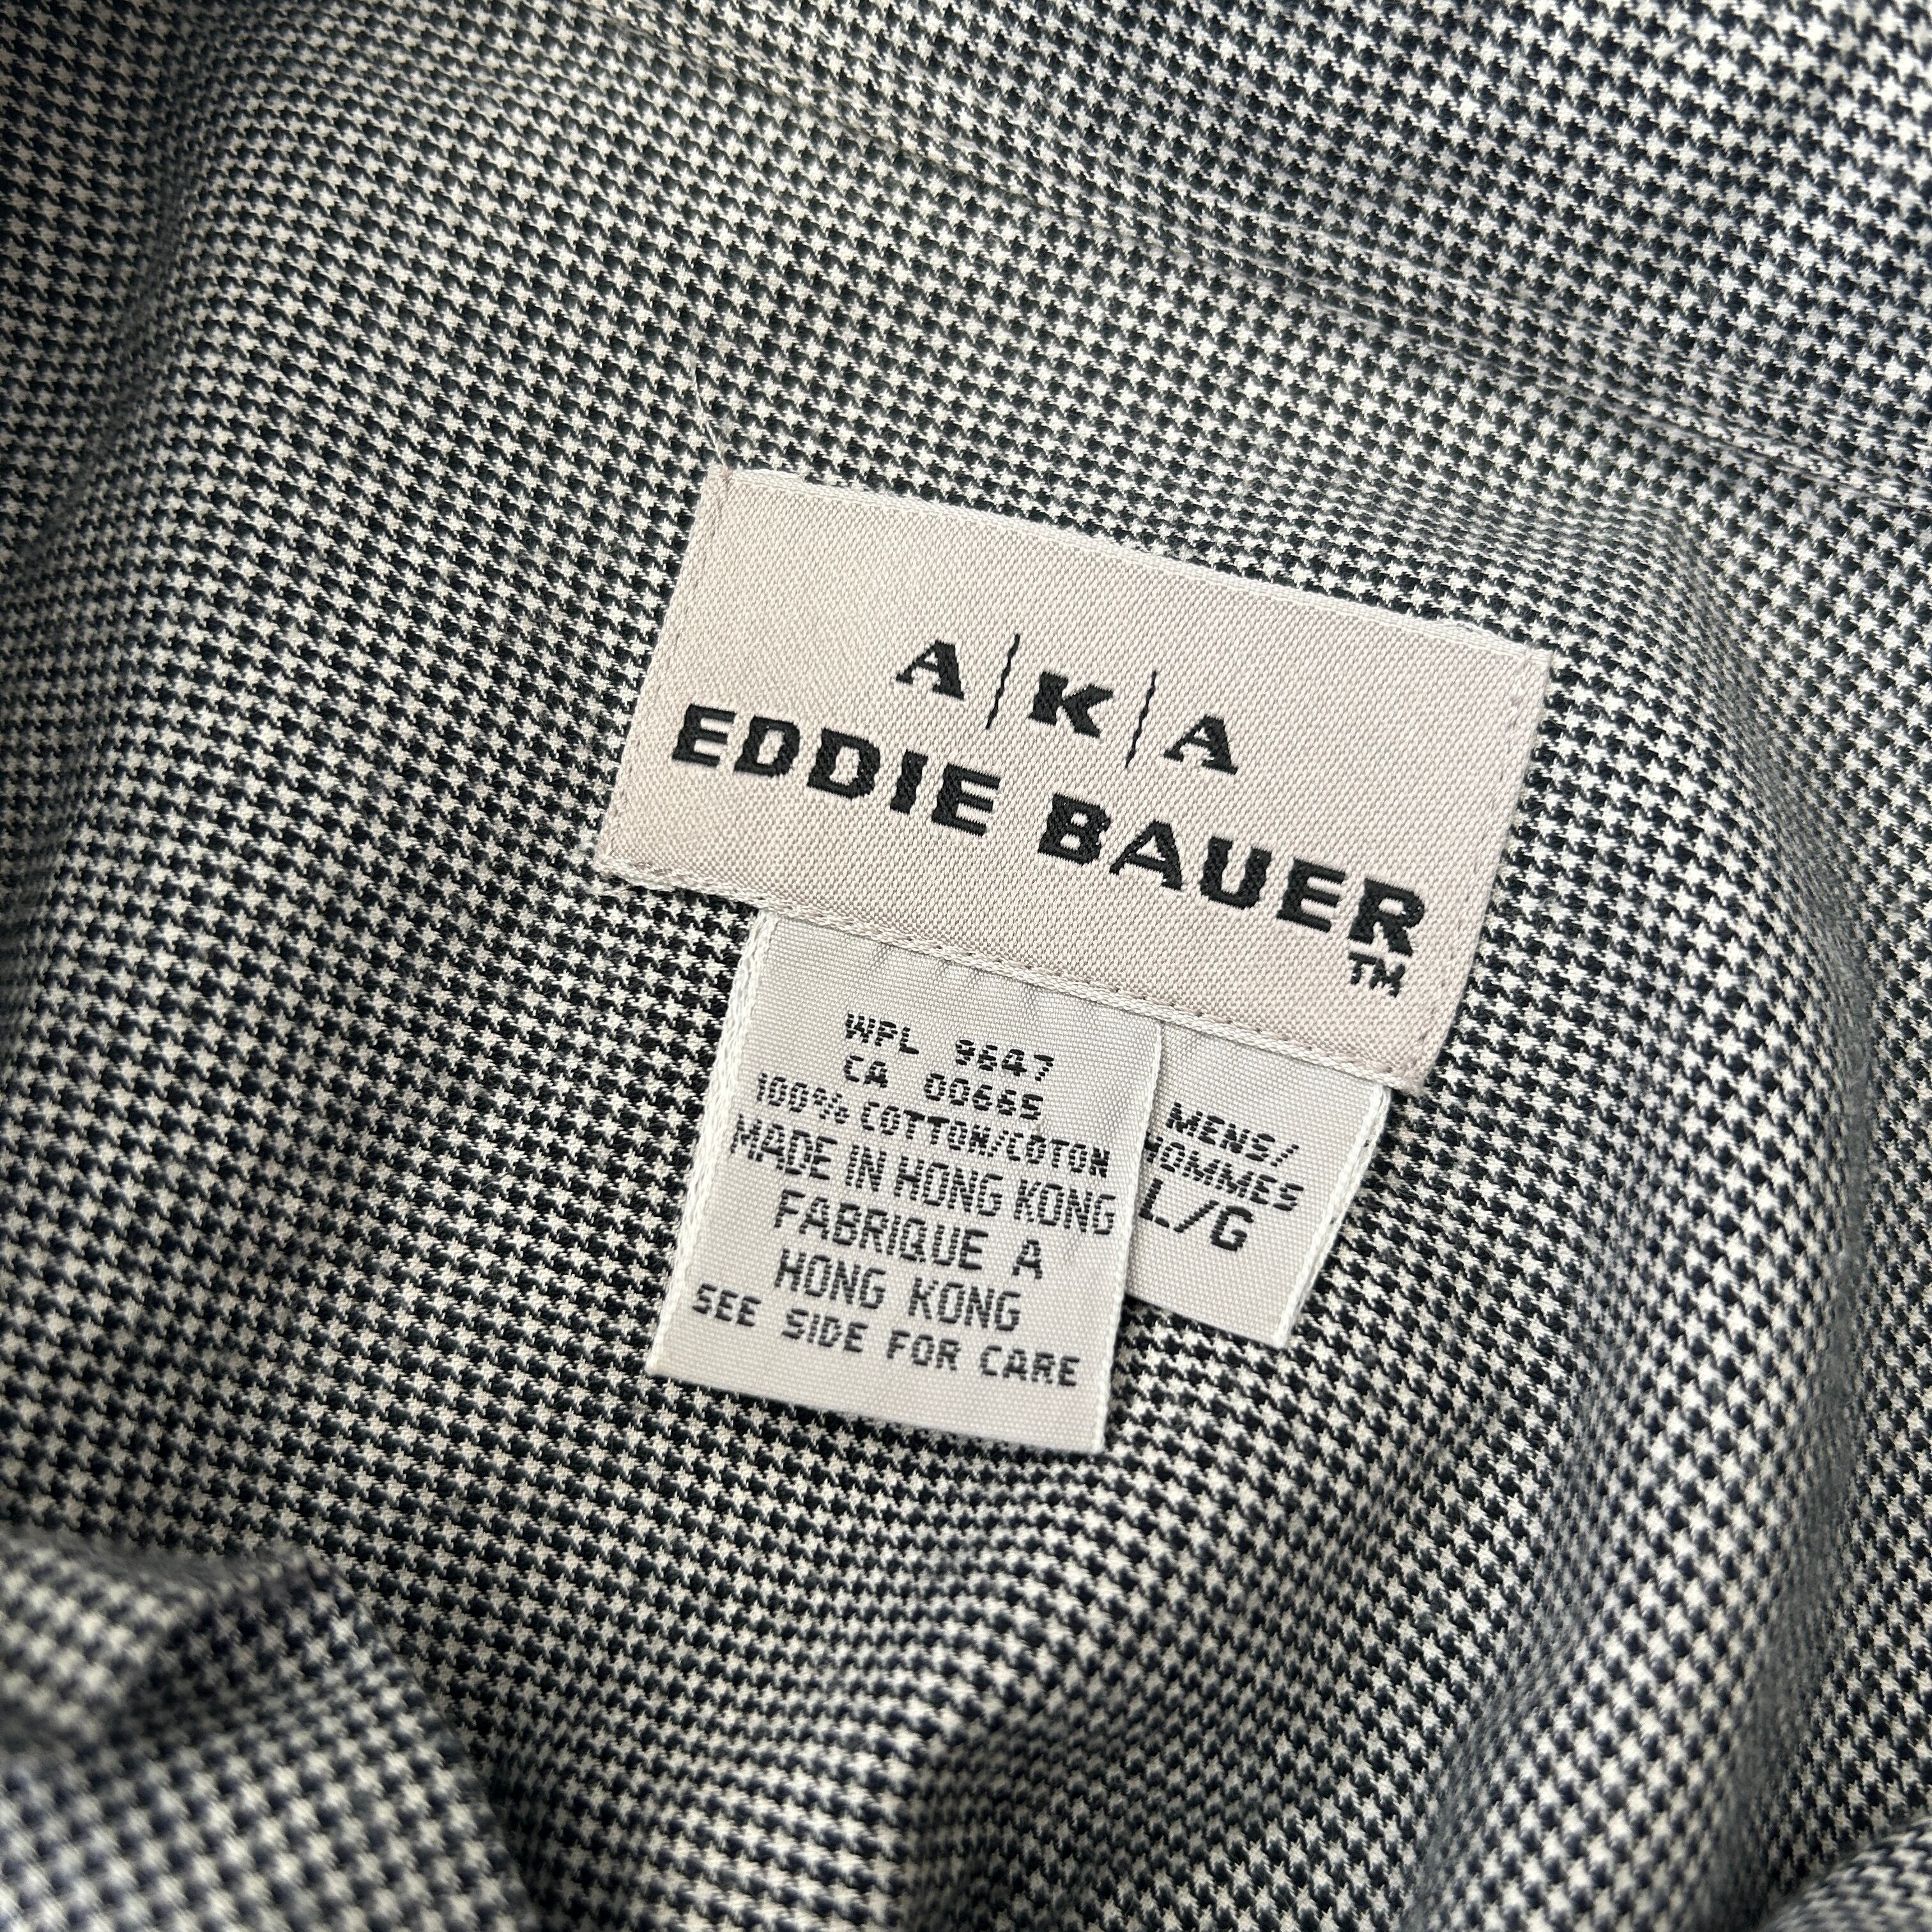 A|K|A
EDDIE BAUER
TM
WPL 9647
CA 00665
100% COTTON/COTON
MADE IN HONG KONG
FABRIQUE A
HONG KONG
SEE SIDE FOR CARE
MENS/
HOMMES
L/G